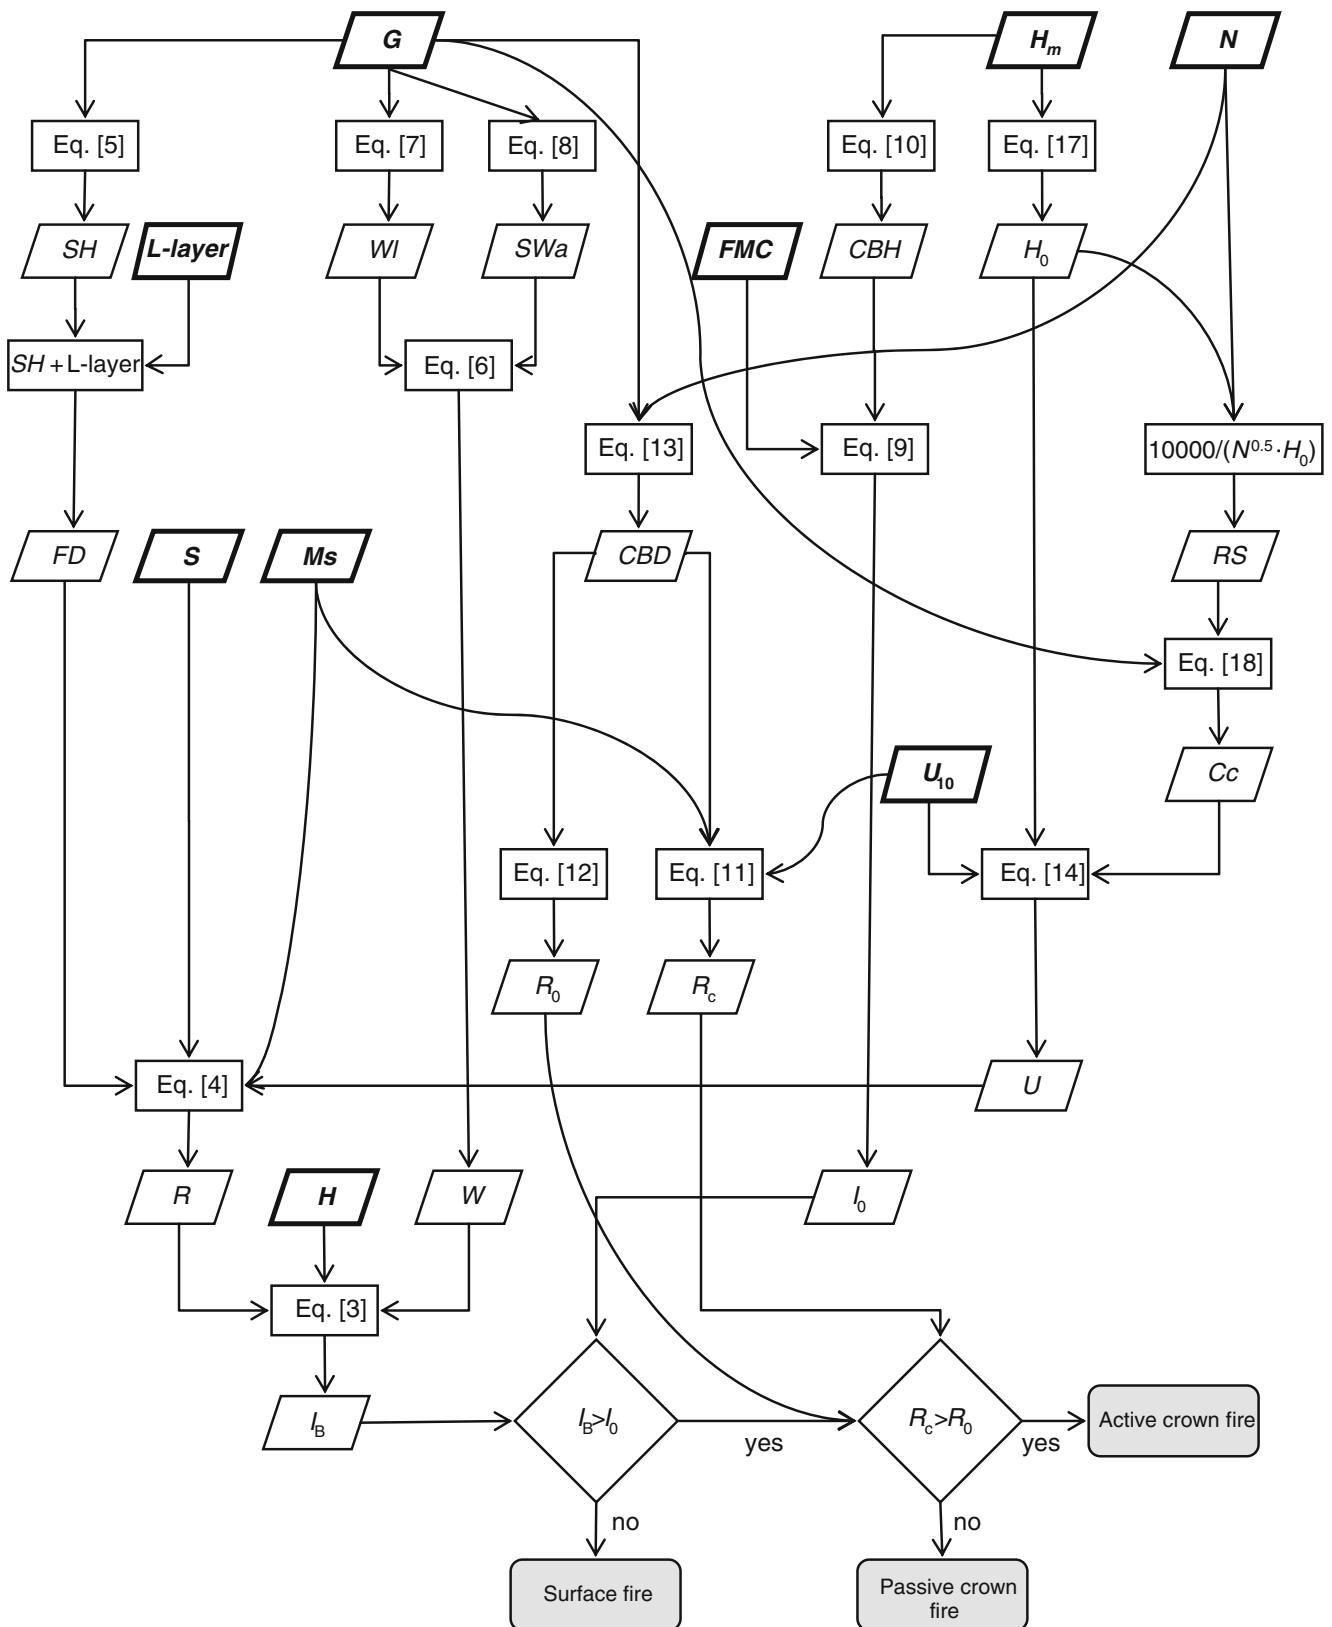 G
H_m
N
Eq. [5]
Eq. [7]
Eq. [8]
Eq. [10]
Eq. [17]
SH
L-layer
Wl
SWa
FMC
CBH
H_0
SH + L-layer
Eq. [6]
Eq. [13]
Eq. [9]
10000/(N^0.5·H_0)
FD
S
Ms
CBD
RS
Eq. [18]
U_10
Cc
Eq. [12]
Eq. [11]
Eq. [14]
R_0
R_c
Eq. [4]
U
R
H
W
I_0
Eq. [3]
I_B
I_B>I_0
yes
R_c>R_0
yes
Active crown fire
no
no
Surface fire
Passive crown
fire